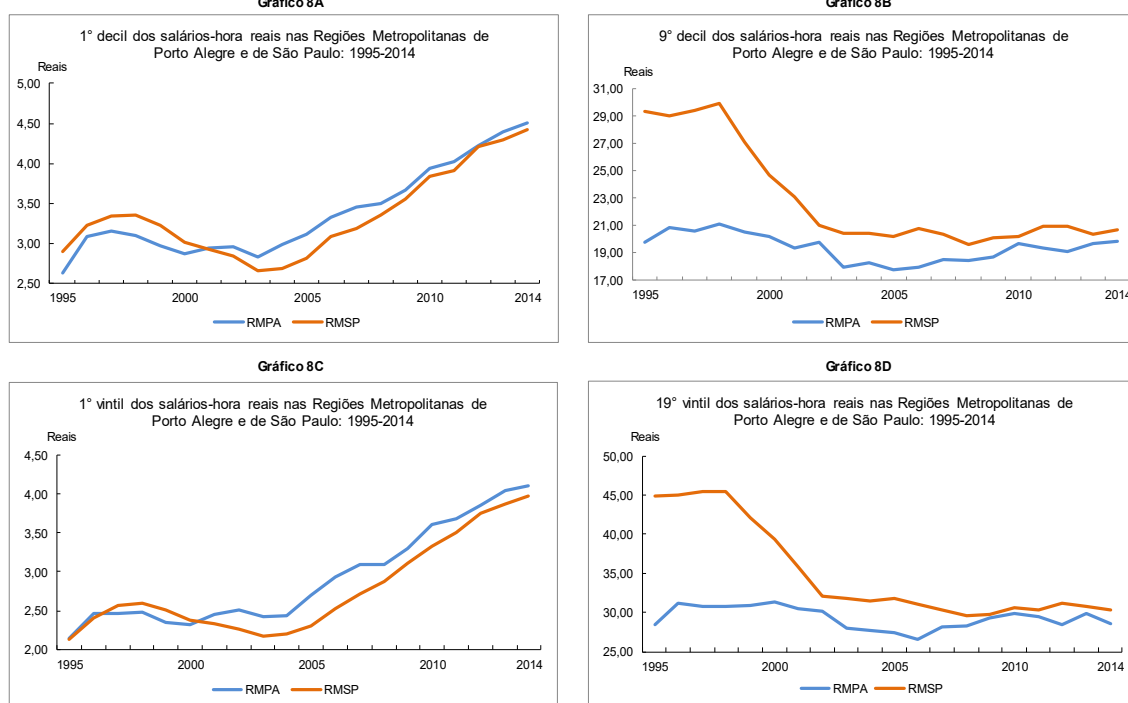 Gráfico 8A
1° decil dos salários-hora reais nas Regiões Metropolitanas de
Porto Alegre e de São Paulo: 1995-2014
Reais
5,00
4,50
4,00
3,50
3,00
2,50
1995
2000
2005
2010
2014
RMPA
RMSP
Gráfico 8B
9° decil dos salários-hora reais nas Regiões Metropolitanas de
Porto Alegre e de São Paulo: 1995-2014
Reais
31,00
29,00
27,00
25,00
23,00
21,00
19,00
17,00
1995
2000
2005
2010
2014
RMPA
RMSP
Gráfico 8C
1° vintil dos salários-hora reais nas Regiões Metropolitanas de
Porto Alegre e de São Paulo: 1995-2014
Reais
4,50
4,00
3,50
3,00
2,50
2,00
1995
2000
2005
2010
2014
RMPA
RMSP
Gráfico 8D
19° vintil dos salários-hora reais nas Regiões Metropolitanas de
Porto Alegre e de São Paulo: 1995-2014
Reais
50,00
45,00
40,00
35,00
30,00
25,00
1995
2000
2005
2010
2014
RMPA
RMSP